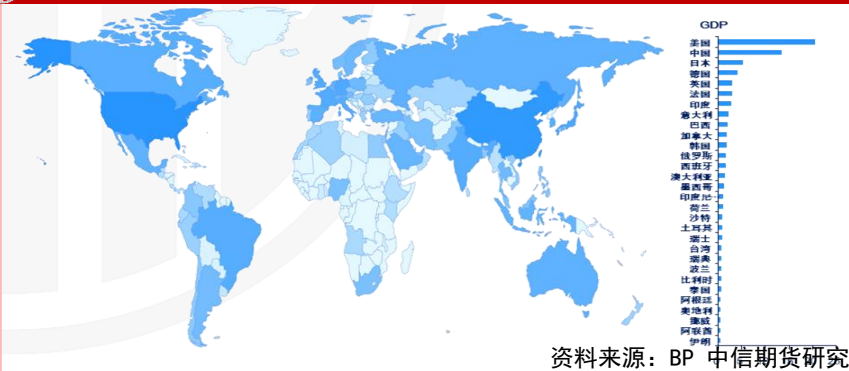 GDP
美国
中国
日本
德国
英国
法国
印度
意大利
巴西
加拿大
韩国
俄罗斯
西班牙
澳大利亚
墨西哥
印度尼
荷兰
沙特
土耳其
瑞士
台湾
瑞典
波兰
比利时
泰国
阿根廷
奥地利
挪威
阿联酋
伊朗
资料来源：BP 中信期货研究